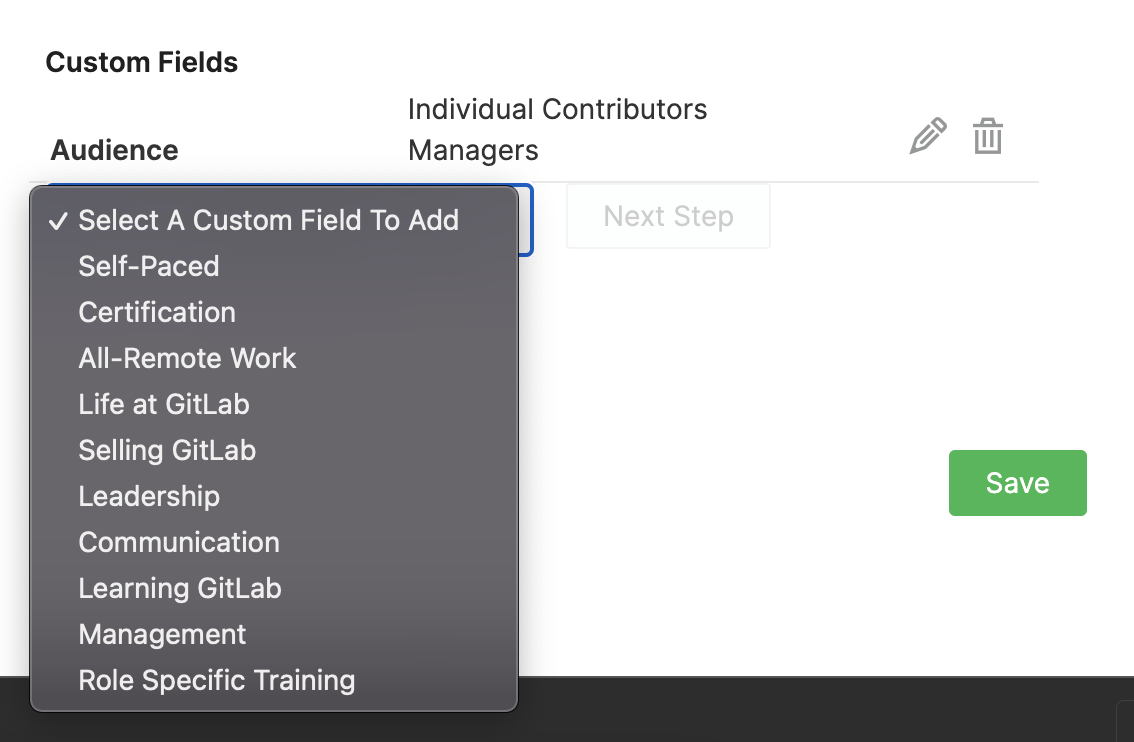 Custom Fields
Individual Contributors
Audience
Managers
✓ Select A Custom Field To Add
Next Step
Self-Paced
Certification
All-Remote Work
Life at GitLab
Selling GitLab
Save
Leadership
Communication
Learning GitLab
Management
Role Specific Training